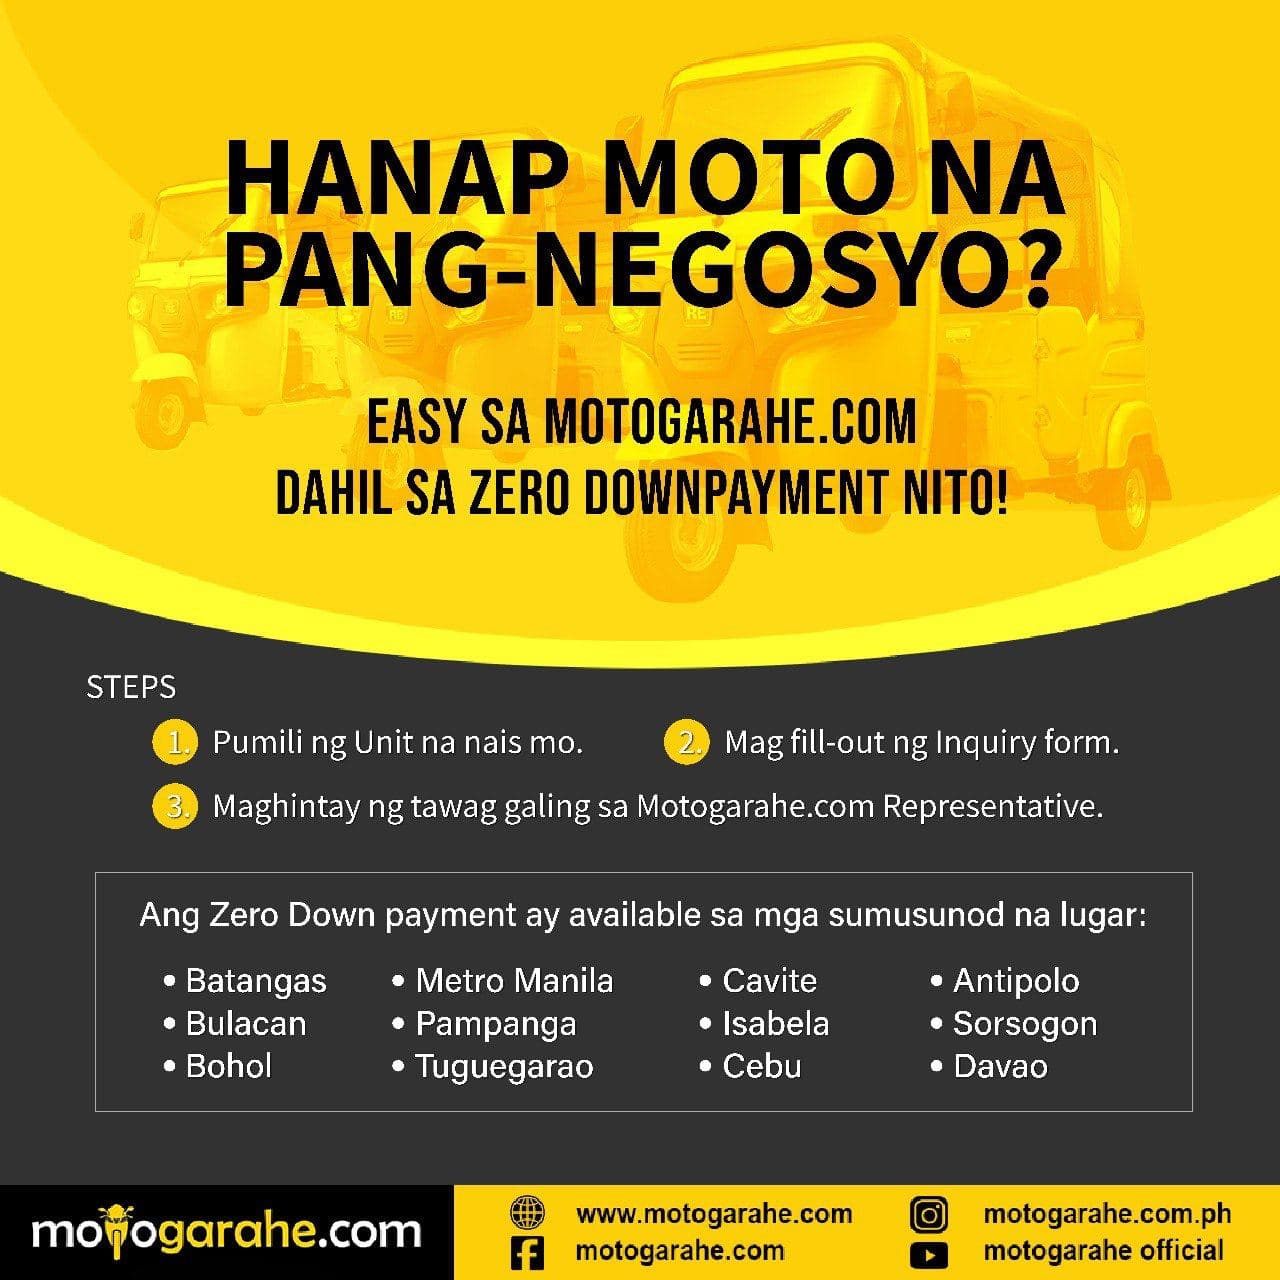 HANAP MOTO NA
PANG-NEGOSYO?
EASY SA MOTOGARAHE.COM
DAHIL SA ZERO DOWNPAYMENT NITO!
STEPS
1. Pumili ng Unit na nais mo.
2. Mag fill-out ng Inquiry form.
3. Maghintay ng tawag galing sa Motogarahe.com Representative.
Ang Zero Down payment ay available sa mga sumusunod na lugar:
• Batangas • Metro Manila • Cavite • Antipolo
• Bulacan • Pampanga • Isabela • Sorsogon
• Bohol • Tuguegarao • Cebu • Davao
motogarahe.com
www.motogarahe.com
motogarahe.com
motogarahe.com.ph
motogarahe official
RE
RE